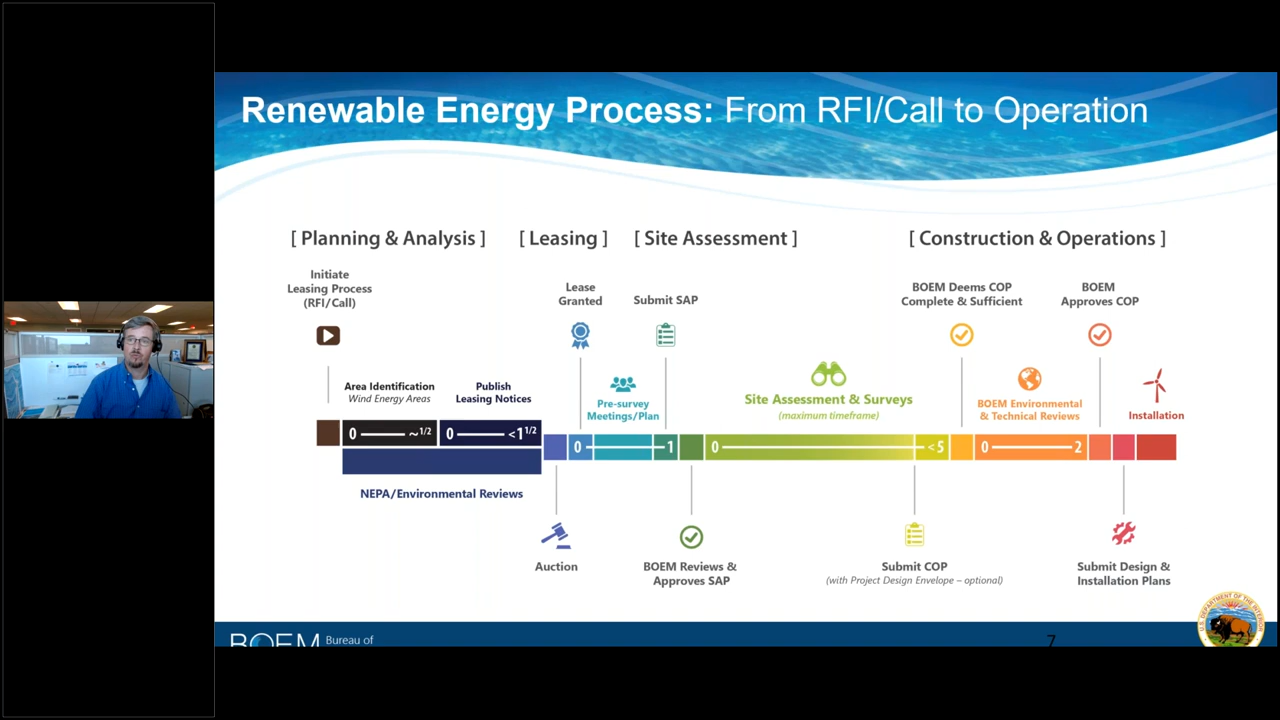 Renewable Energy Process: From RFI/Call to Operation
[ Planning & Analysis ]
[ Leasing ]
[ Site Assessment ]
[ Construction & Operations ]
Initiate
Leasing Process
(RFI/Call)
Lease
Granted
Submit SAP
BOEM Deems COP
Complete & Sufficient
BOEM
Approves COP
Area Identification
Wind Energy Areas
Publish
Leasing Notices
Pre-survey
Meetings/Plan
Site Assessment & Surveys
(maximum timeframe)
BOEM Environmental
& Technical Reviews
Installation
0 ~1/2
0 <1 1/2
0 1
0 <5
0 2
NEPA/Environmental Reviews
Auction
BOEM Reviews &
Approves SAP
Submit COP
(with Project Design Envelope – optional)
Submit Design &
Installation Plans
BOEM
Bureau of
7
U.S. DEPARTMENT OF THE INTERIOR